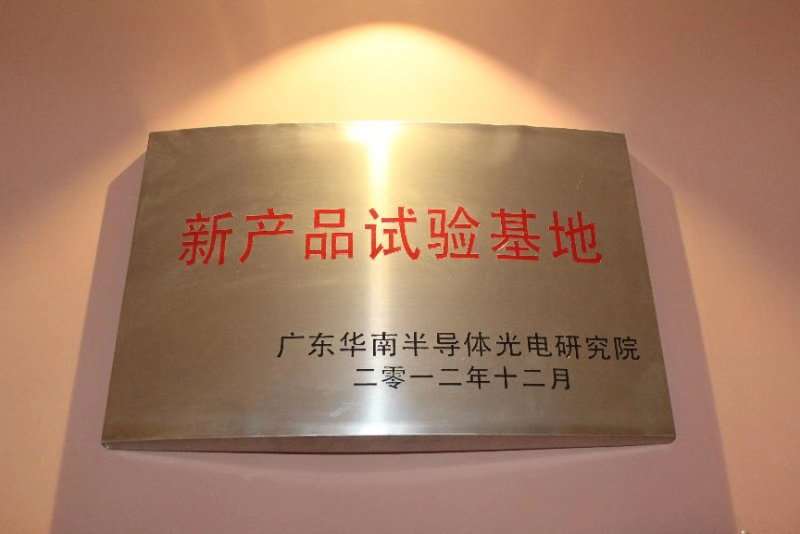 新产品试验基地
广东华南半导体光电研究院
二零一二年十二月